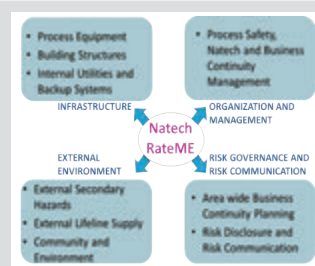 • Process Equipment
• Building Structures
• Internal Utilities and
Backup Systems
INFRASTRUCTURE
• Process Safety,
Natech and Business
Continuity
Management
ORGANIZATION AND
MANAGEMENT
Natech
RateME
EXTERNAL
ENVIRONMENT
• External Secondary
Hazards
• External Lifeline Supply
• Community and
Environment
RISK GOVERNANCE AND
RISK COMMUNICATION
• Area wide Business
Continuity Planning
• Risk Disclosure and
Risk Communication